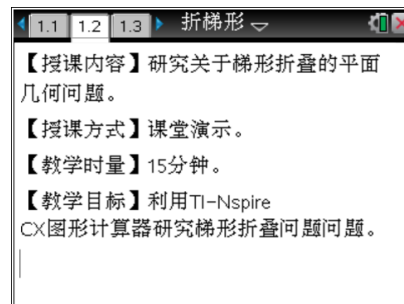 1.1 1.2 1.3 折梯形
【授课内容】研究关于梯形折叠的平面
几何问题。
【授课方式】课堂演示。
【教学时量】15分钟。
【教学目标】利用TI-Nspire
CX图形计算器研究梯形折叠问题问题。